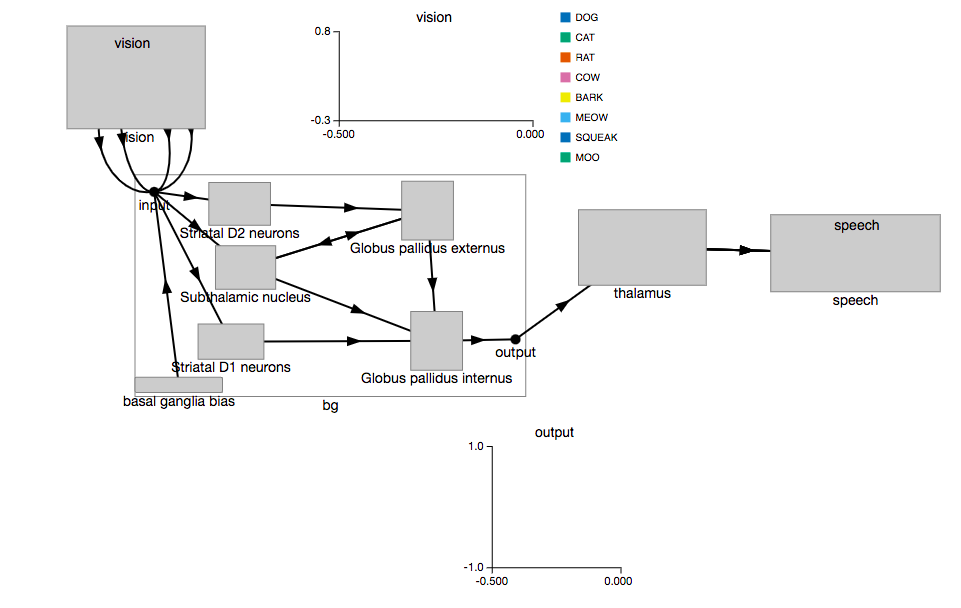 vision
vision
0.8
-0.3
-0.500
0.000
DOG
CAT
RAT
COW
BARK
MEOW
SQUEAK
MOO
vision
input
Striatal D2 neurons
Globus pallidus externus
Subthalamic nucleus
Striatal D1 neurons
Globus pallidus internus
basal ganglia bias
bg
output
thalamus
speech
speech
output
1.0
-1.0
-0.500
0.000